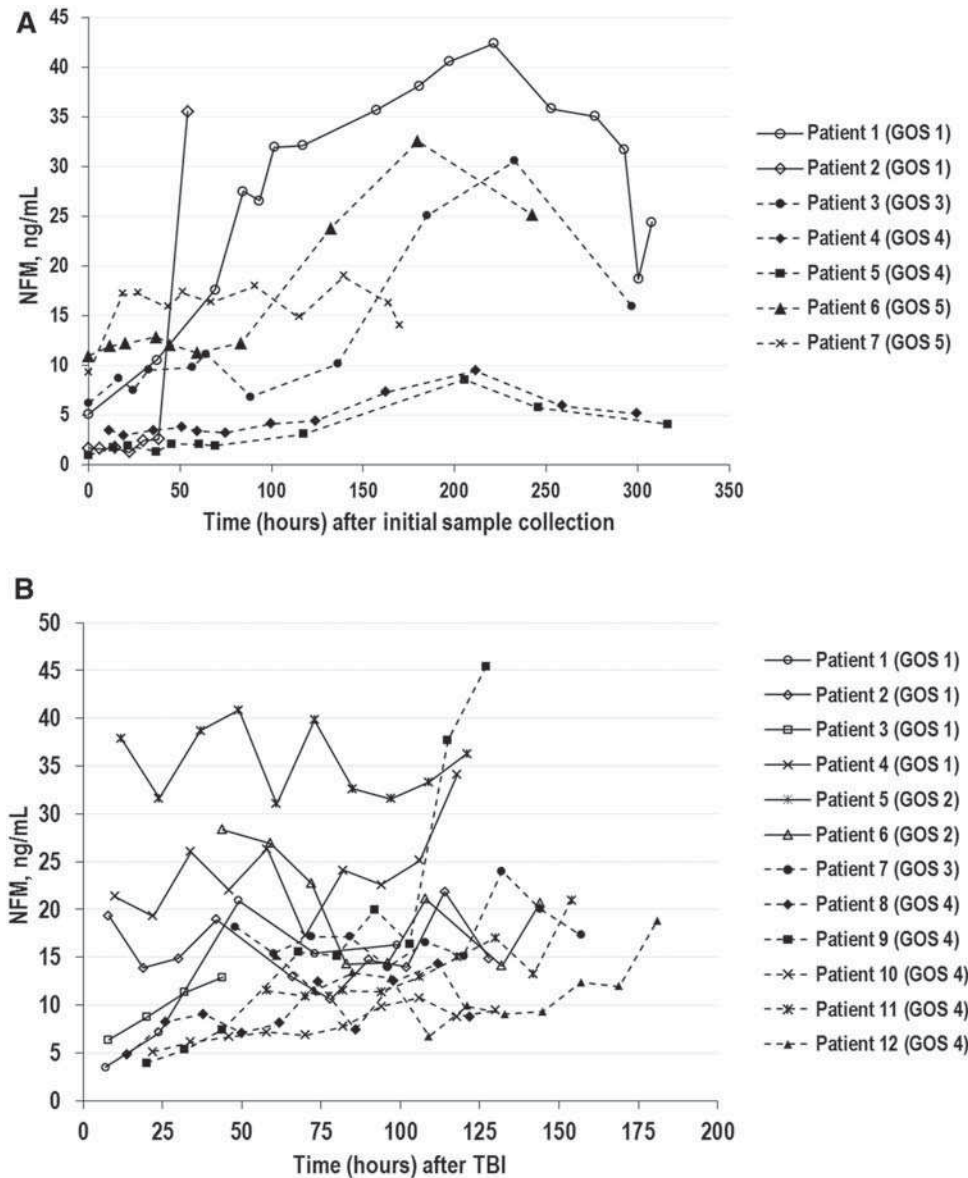 A
45
40
35
30
25
20
15
10
5
0
NFM, ng/mL
0 50 100 150 200 250 300 350
Time (hours) after initial sample collection
Patient 1 (GOS 1)
Patient 2 (GOS 1)
Patient 3 (GOS 3)
Patient 4 (GOS 4)
Patient 5 (GOS 4)
Patient 6 (GOS 5)
Patient 7 (GOS 5)
B
50
45
40
35
30
25
20
15
10
5
0
NFM, ng/mL
0 25 50 75 100 125 150 175 200
Time (hours) after TBI
Patient 1 (GOS 1)
Patient 2 (GOS 1)
Patient 3 (GOS 1)
Patient 4 (GOS 1)
Patient 5 (GOS 2)
Patient 6 (GOS 2)
Patient 7 (GOS 3)
Patient 8 (GOS 4)
Patient 9 (GOS 4)
Patient 10 (GOS 4)
Patient 11 (GOS 4)
Patient 12 (GOS 4)